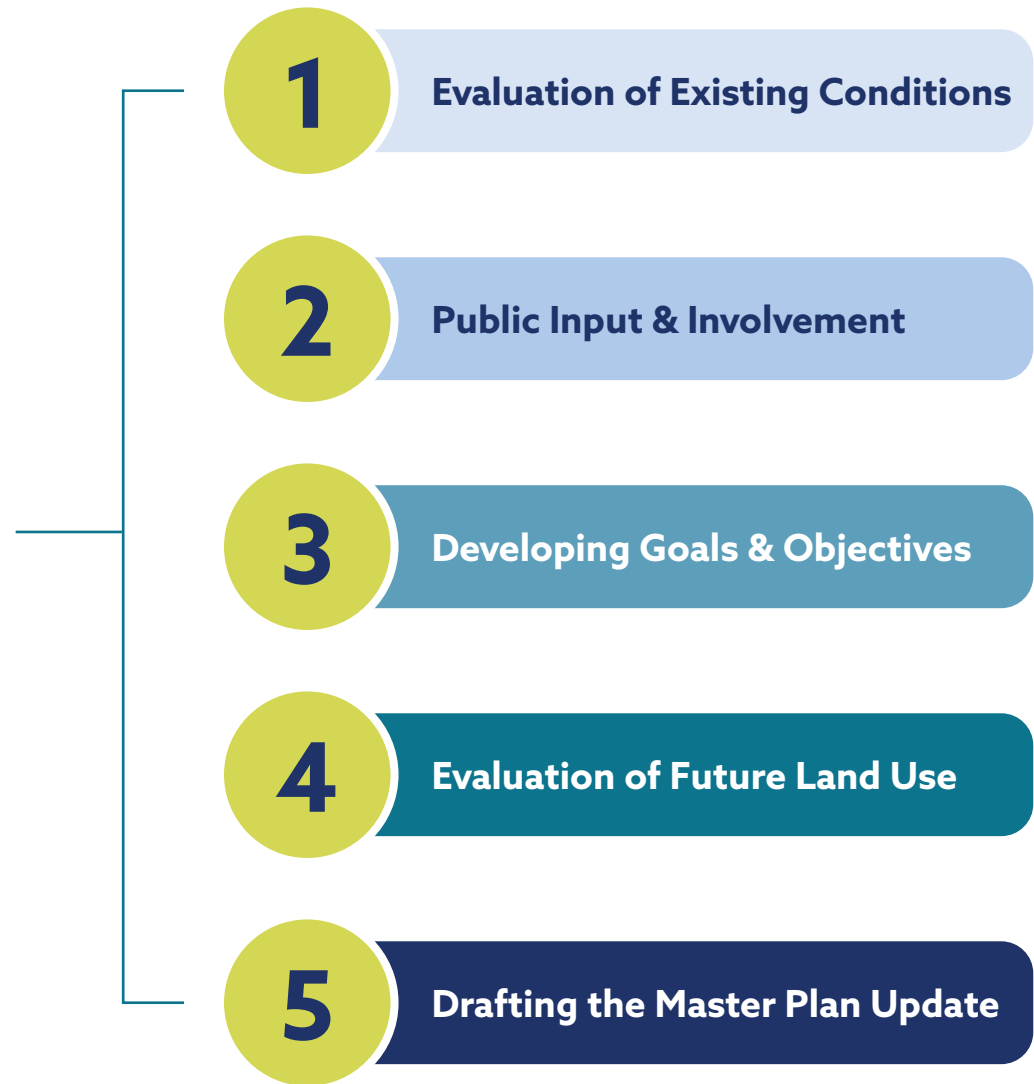 1
Evaluation of Existing Conditions
2
Public Input & Involvement
3
Developing Goals & Objectives
4
Evaluation of Future Land Use
5
Drafting the Master Plan Update